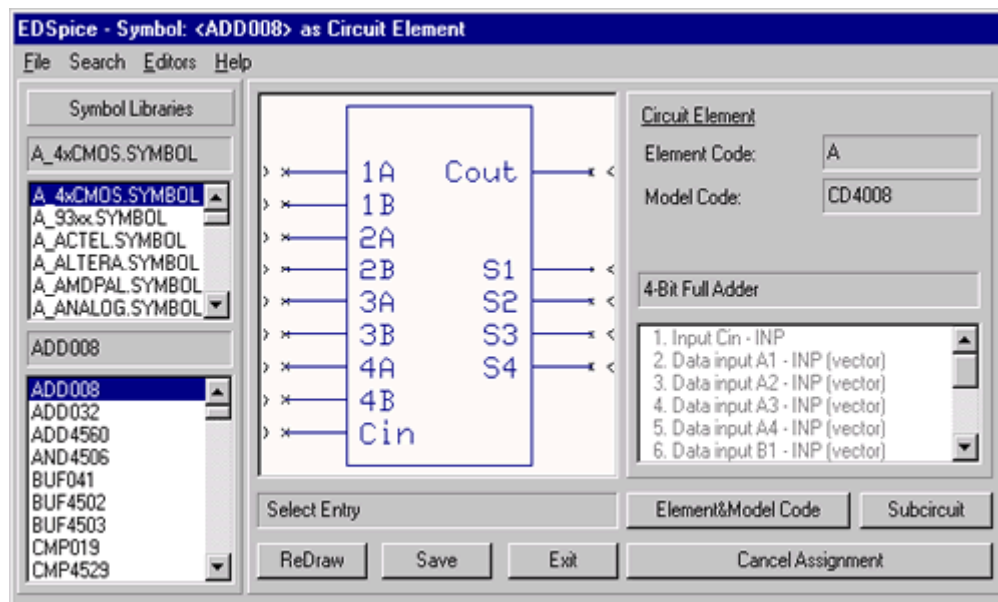 EDSpice - Symbol: <ADD008> as Circuit Element
File Search Editors Help
Symbol Libraries
A_4xCMOS.SYMBOL
A_4xCMOS.SYMBOL
A_93xx.SYMBOL
A_ACTEL.SYMBOL
A_ALTERA.SYMBOL
A_AMDPAL.SYMBOL
A_ANALOG.SYMBOL
ADD008
ADD008
ADD032
ADD4560
AND4506
BUF041
BUF4502
BUF4503
CMP019
CMP4529
1A Cout
1B
2A
2B S1
3A S2
3B S3
4A S4
4B
Cin
Select Entry
ReDraw Save Exit
Circuit Element
Element Code: A
Model Code: CD4008
4-Bit Full Adder
1. Input Cin - INP
2. Data input A1 - INP (vector)
3. Data input A2 - INP (vector)
4. Data input A3 - INP (vector)
5. Data input A4 - INP (vector)
6. Data input B1 - INP (vector)
Element&Model Code Subcircuit
Cancel Assignment